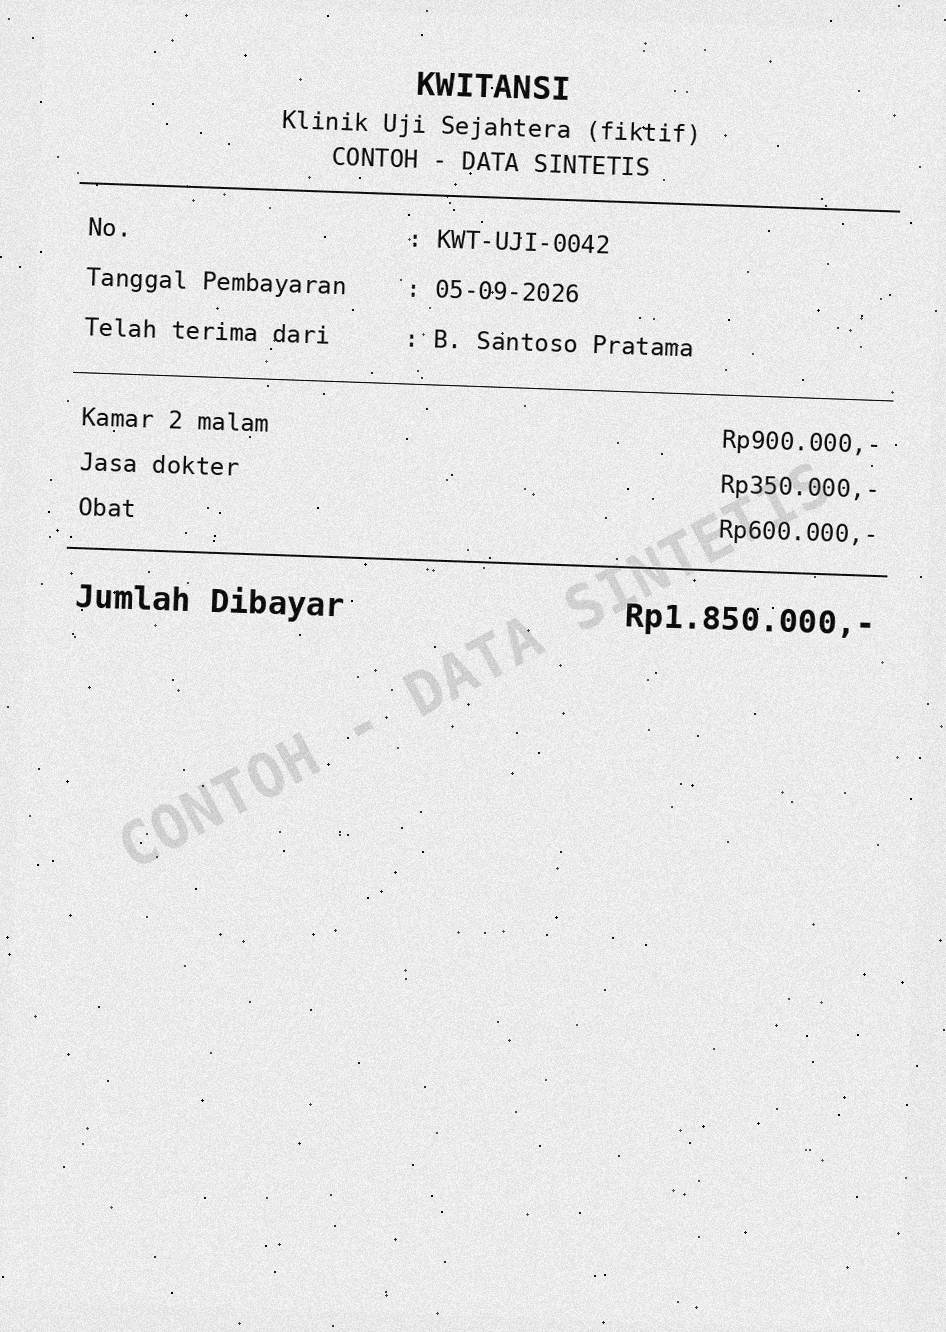 KWITANSI
Klinik Uji Sejahtera (fiktif)
CONTOH - DATA SINTETIS
No. : KWT-UJI-0042
Tanggal Pembayaran : 05-09-2026
Telah terima dari : B. Santoso Pratama
Kamar 2 malam Rp900.000,-
Jasa dokter Rp350.000,-
Obat Rp600.000,-
Jumlah Dibayar Rp1.850.000,-
CONTOH - DATA SINTETIS